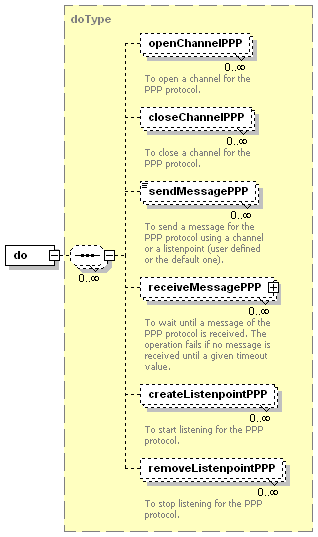 doType
openChannelPPP
0..∞
To open a channel for the
PPP protocol.
closeChannelPPP
0..∞
To close a channel for the
PPP protocol.
sendMessagePPP
0..∞
To send a message for the
PPP protocol using a channel
or a listenpoint (user defined
or the default one).
do
0..∞
receiveMessagePPP
0..∞
To wait until a message of the
PPP protocol is received. The
operation fails if no message is
received until a given timeout
value.
createListenpointPPP
0..∞
To start listening for the PPP
protocol.
removeListenpointPPP
0..∞
To stop listening for the PPP
protocol.